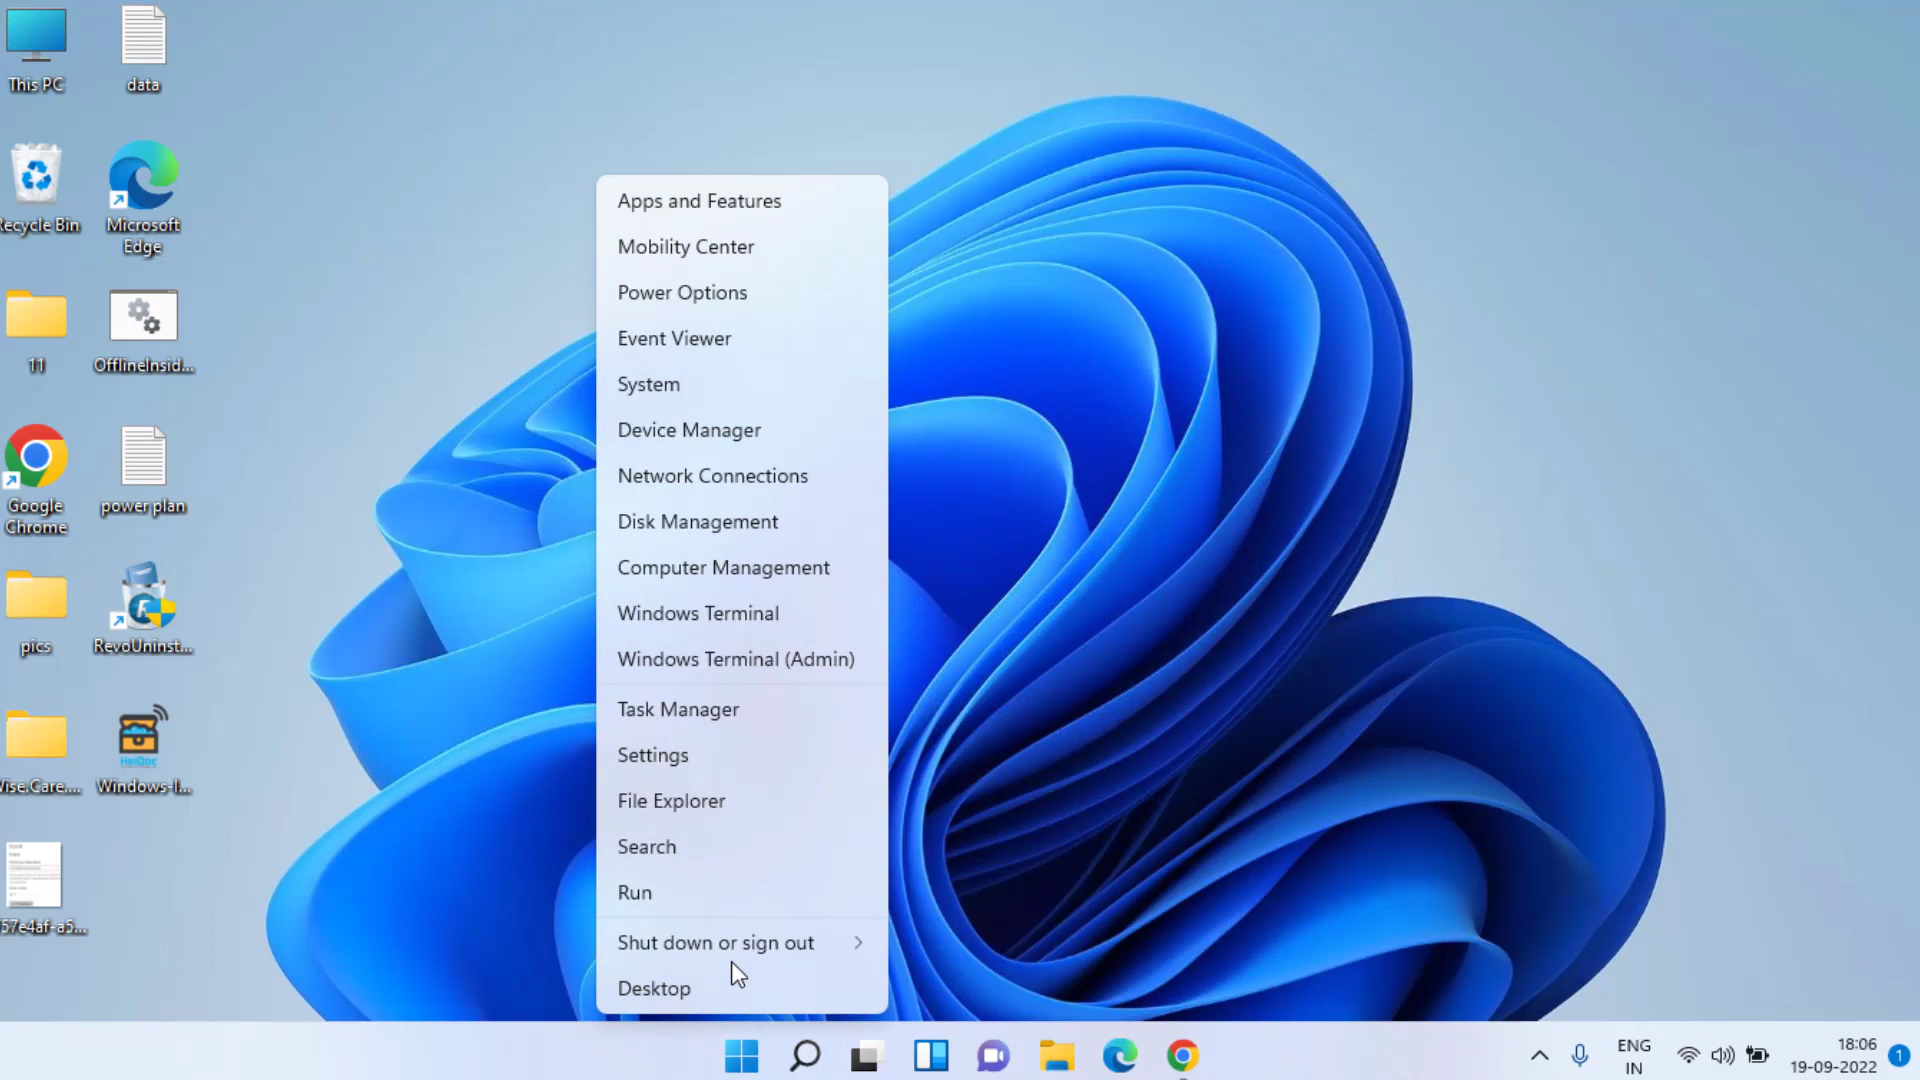 This PC
data
Recycle Bin
Microsoft
Edge
11
OfflineInsid...
Google
Chrome
power plan
pics
RevoUninst...
HeiDoc
Wise.Care....
Windows-I...
57e4af-a5...
Apps and Features
Mobility Center
Power Options
Event Viewer
System
Device Manager
Network Connections
Disk Management
Computer Management
Windows Terminal
Windows Terminal (Admin)
Task Manager
Settings
File Explorer
Search
Run
Shut down or sign out
Desktop
ENG
IN
18:06
19-09-2022
1